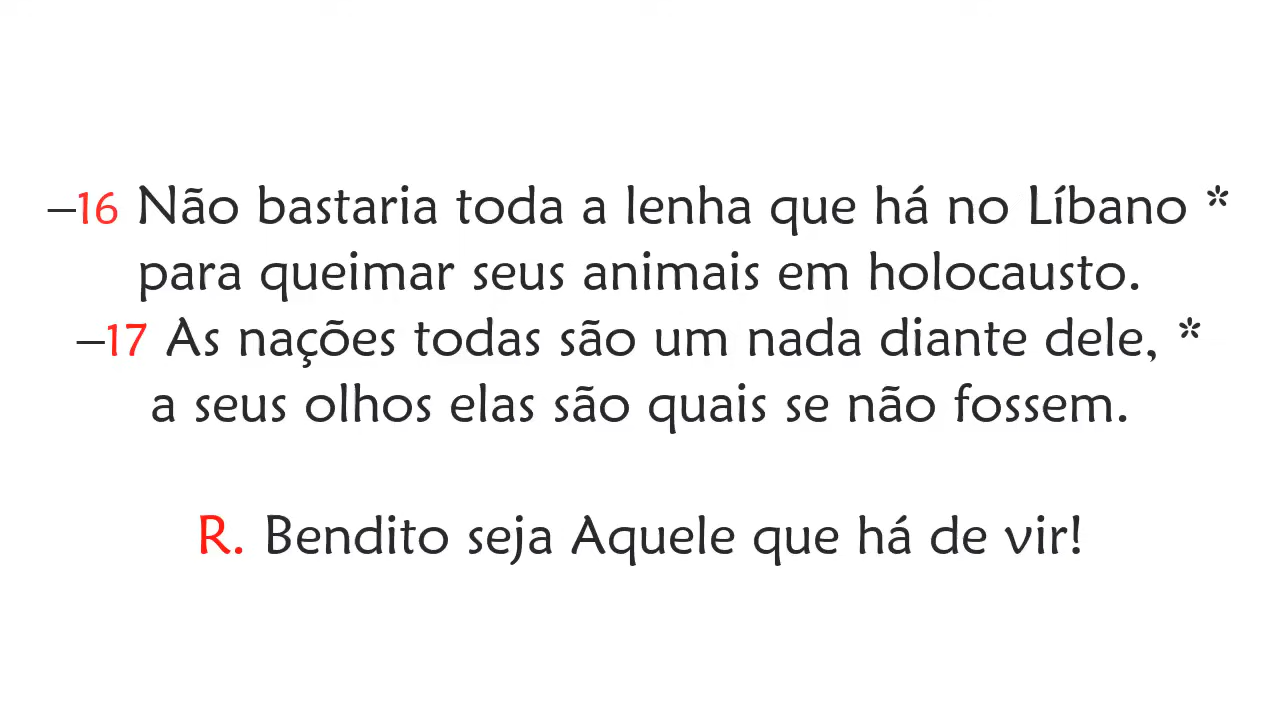 –16 Não bastaria toda a lenha que há no Líbano *
para queimar seus animais em holocausto.
–17 As nações todas são um nada diante dele, *
a seus olhos elas são quais se não fossem.
R. Bendito seja Aquele que há de vir!